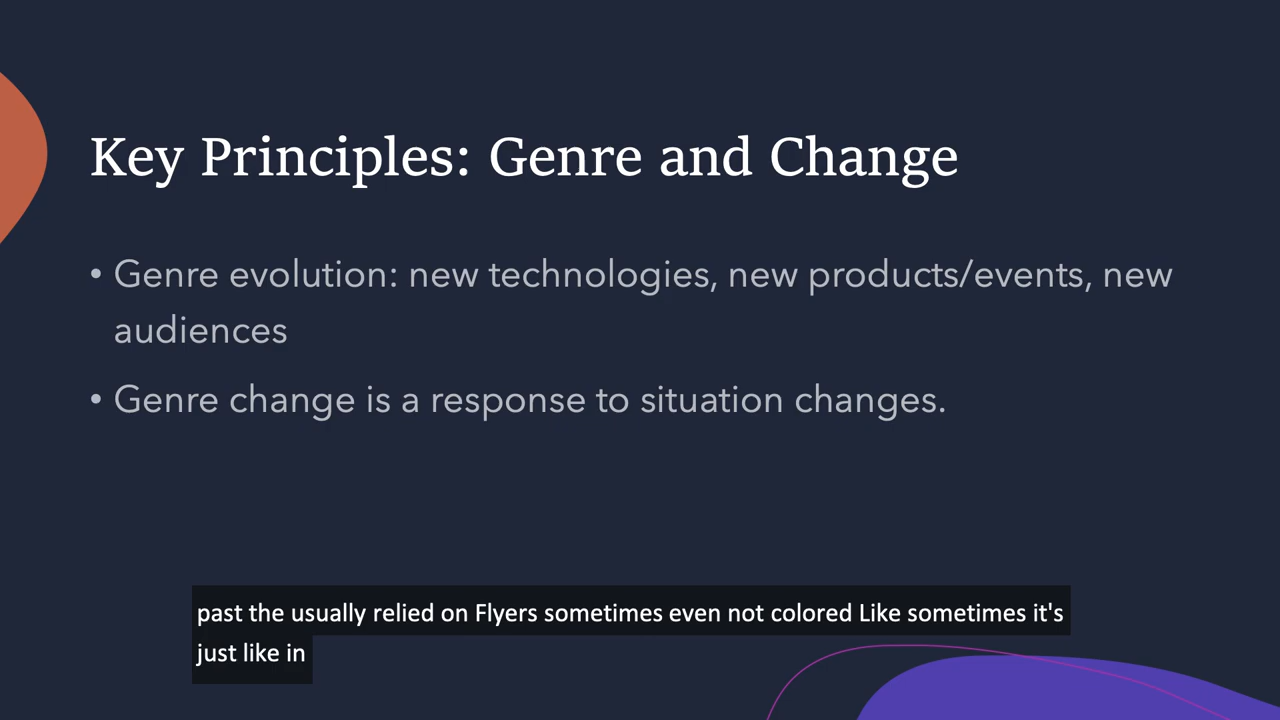 Key Principles: Genre and Change
• Genre evolution: new technologies, new products/events, new
audiences
• Genre change is a response to situation changes.
past the usually relied on Flyers sometimes even not colored Like sometimes it's
just like in